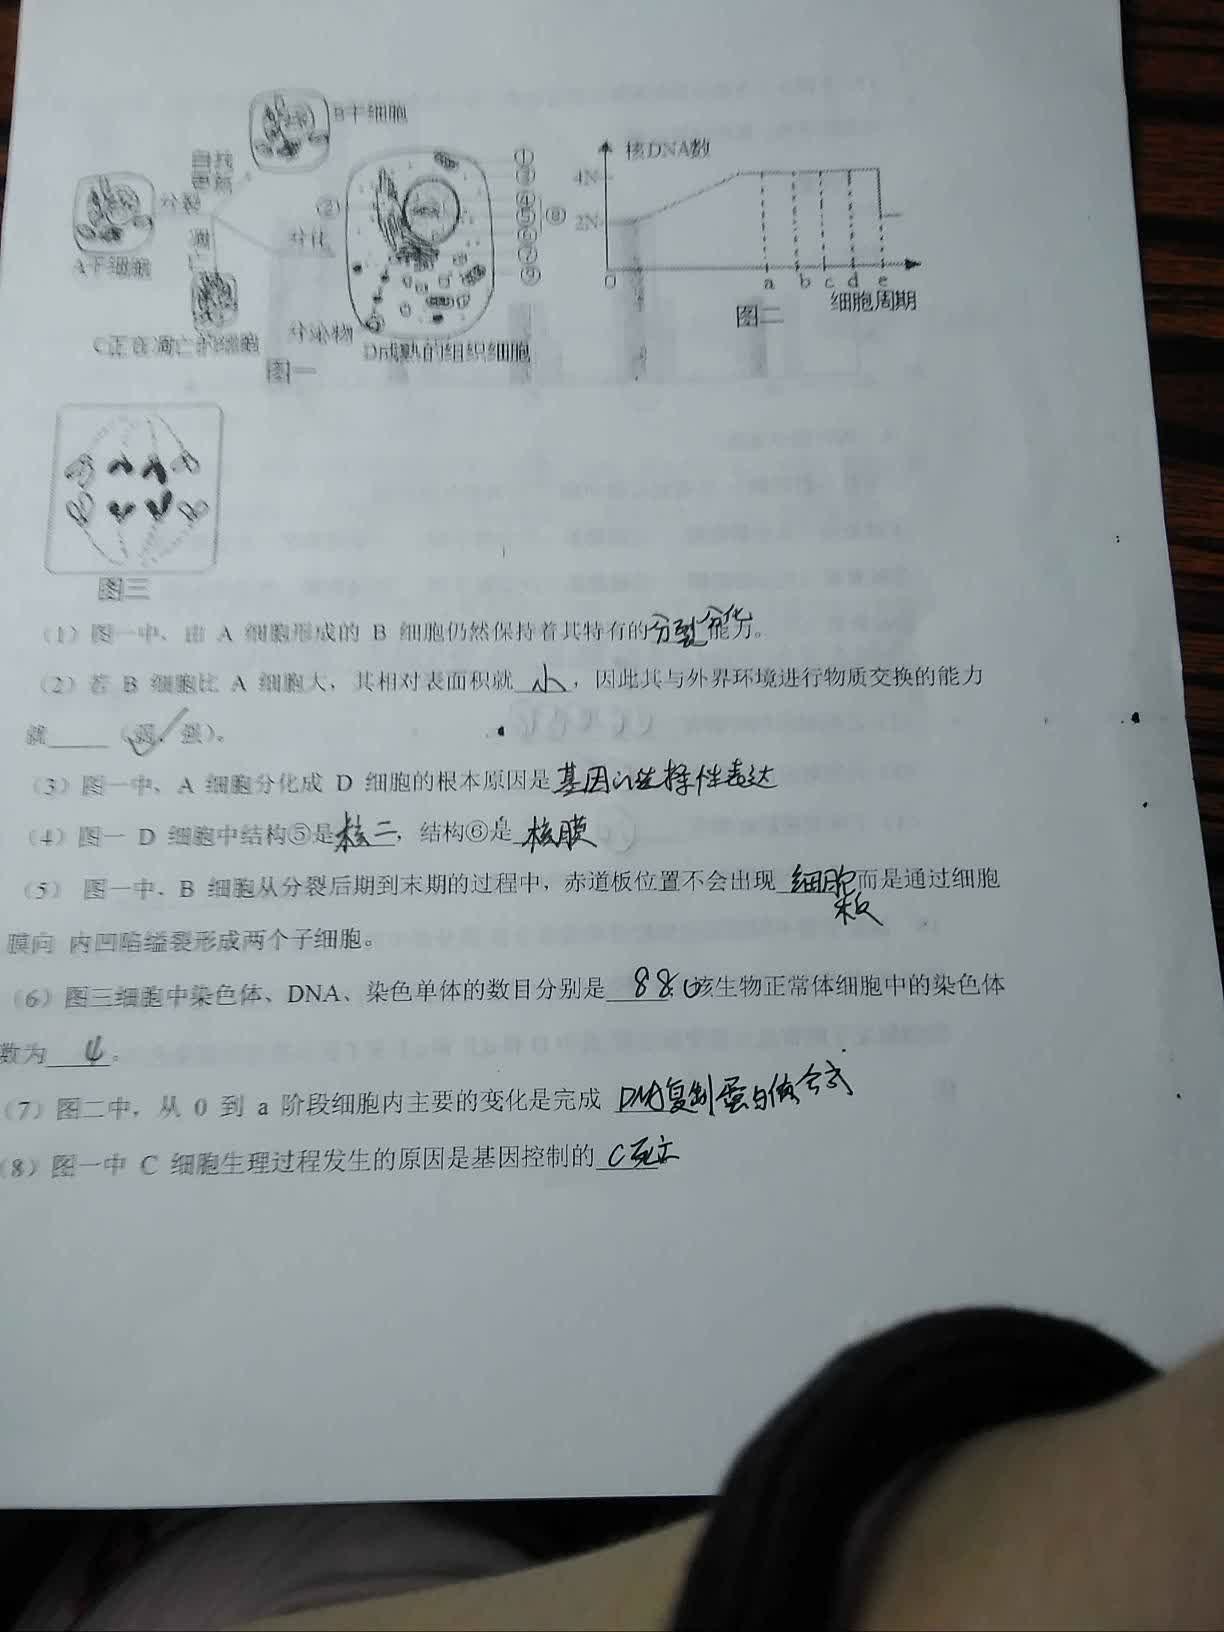 B干细胞
自我
更新
分裂
A干细胞
凋亡
C正在凋亡的细胞
分化
分泌物
D成熟的组织细胞
图一
②
①
③
④
⑤
⑥
⑦
⑨
⑧
核DNA数
4N
2N
0 a b c d e
图二 细胞周期
图三
(1)图一中、由 A 细胞形成的 B 细胞仍然保持着其特有的分裂分化能力。
(2)若 B 细胞比 A 细胞大,其相对表面积就 小 ,因此其与外界环境进行物质交换的能力
就____(弱、强)。
(3)图一中、A 细胞分化成 D 细胞的根本原因是基因的选择性表达
(4)图一 D 细胞中结构⑤是核仁,结构⑥是 核膜
(5) 图一中、B 细胞从分裂后期到末期的过程中,赤道板位置不会出现 细胞板 而是通过细胞
膜向 内凹陷缢裂形成两个子细胞。
(6)图三细胞中染色体、DNA、染色单体的数目分别是 8 8 0 该生物正常体细胞中的染色体
数为 4 。
(7)图二中,从 0 到 a 阶段细胞内主要的变化是完成 DNA复制蛋白质合成
(8)图一中 C 细胞生理过程发生的原因是基因控制的